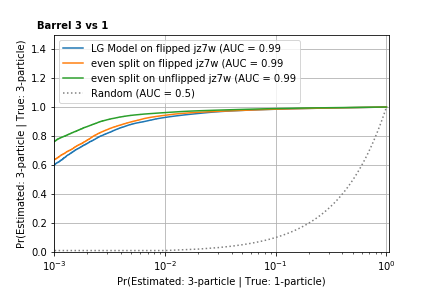 Barrel 3 vs 1
LG Model on flipped jz7w (AUC = 0.99
even split on flipped jz7w (AUC = 0.99
even split on unflipped jz7w (AUC = 0.99
Random (AUC = 0.5)
Pr(Estimated: 3-particle | True: 3-particle)
1.4
1.2
1.0
0.8
0.6
0.4
0.2
0.0
10⁻³ 10⁻² 10⁻¹ 10⁰
Pr(Estimated: 3-particle | True: 1-particle)